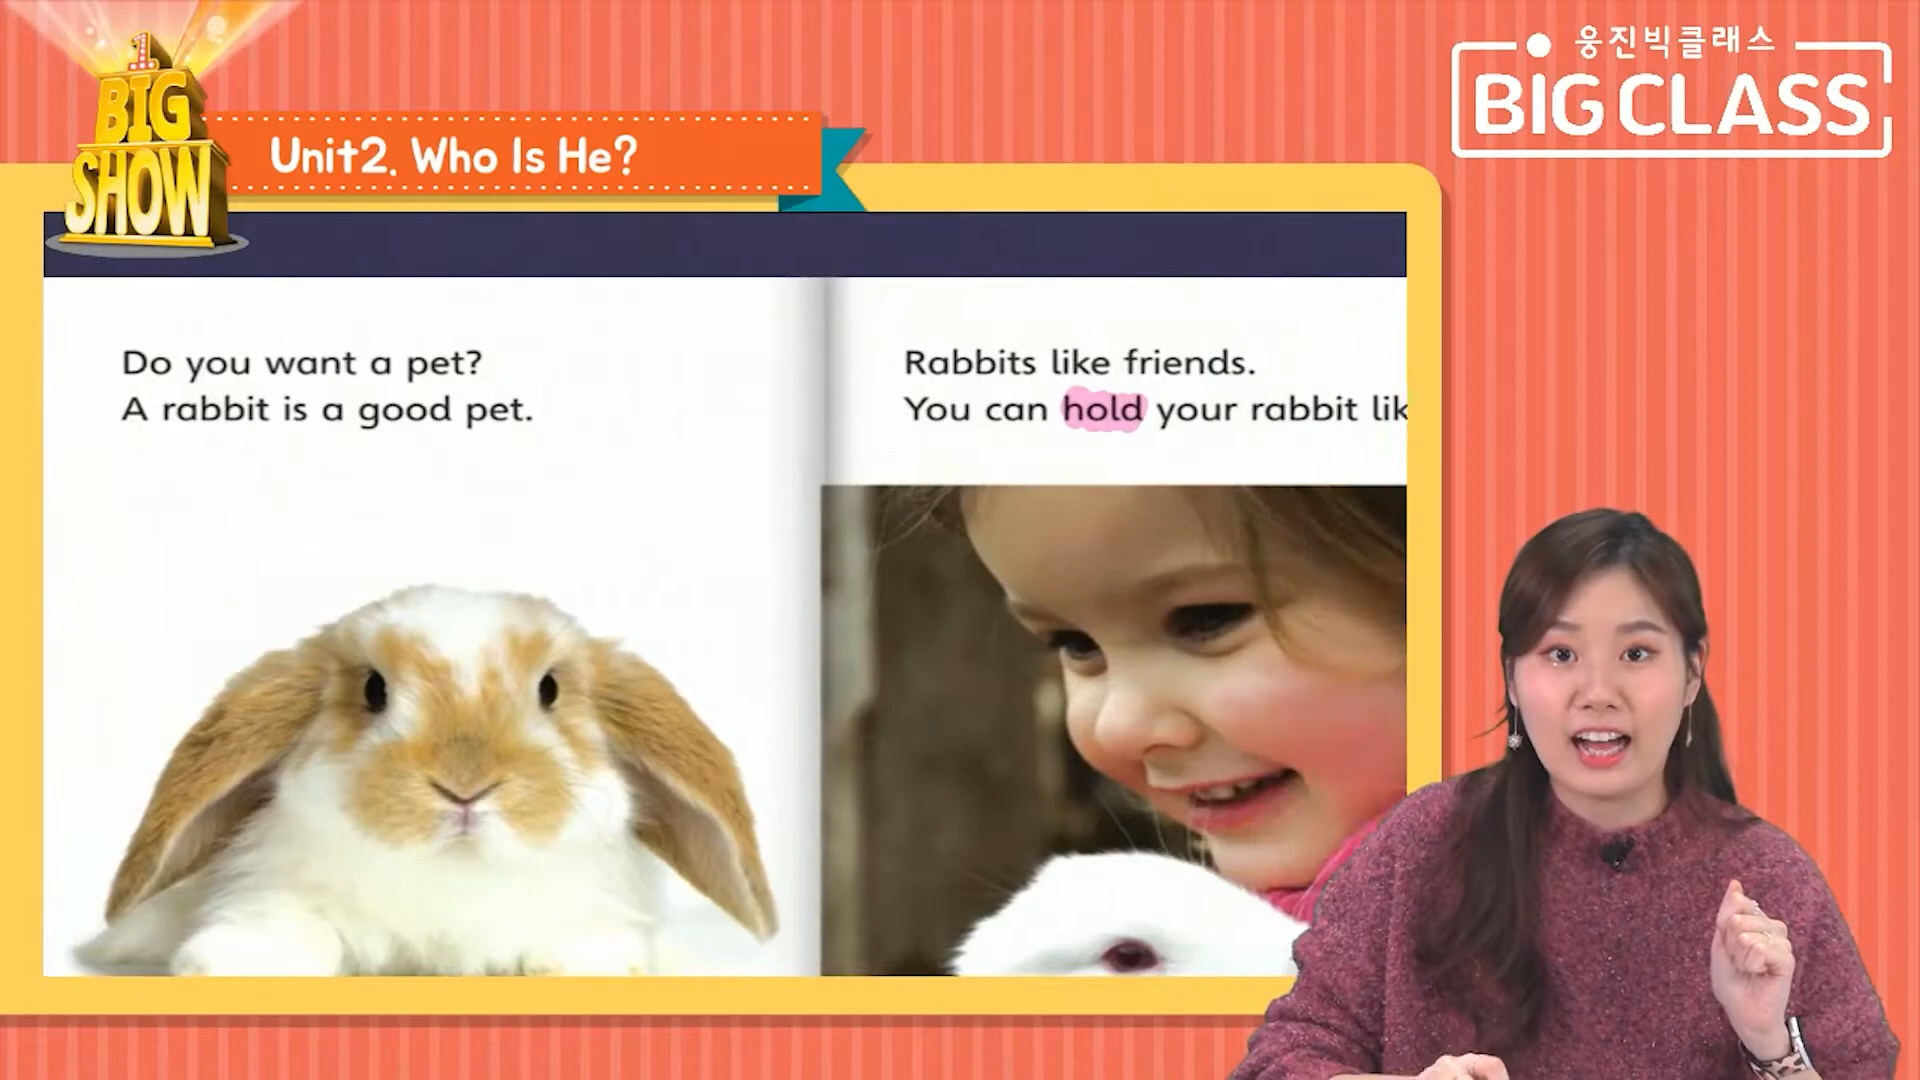 1
BIG
SHOW
Unit2. Who Is He?
웅진빅클래스
BIG CLASS
Do you want a pet?
A rabbit is a good pet.
Rabbits like friends.
You can hold your rabbit lik